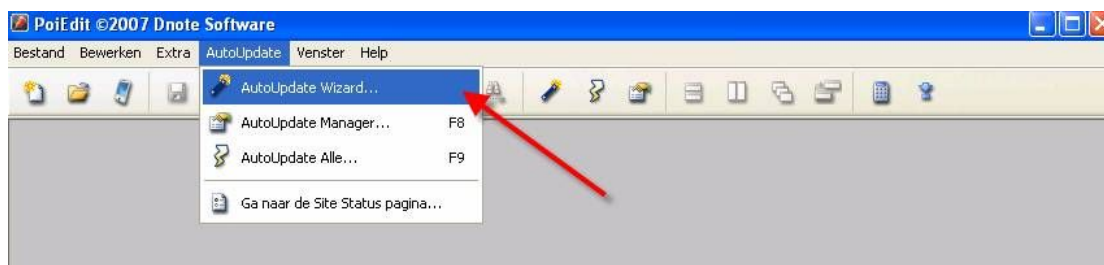 PoiEdit ©2007 Dnote Software
Bestand Bewerken Extra AutoUpdate Venster Help
AutoUpdate Wizard...
AutoUpdate Manager... F8
AutoUpdate Alle... F9
Ga naar de Site Status pagina...